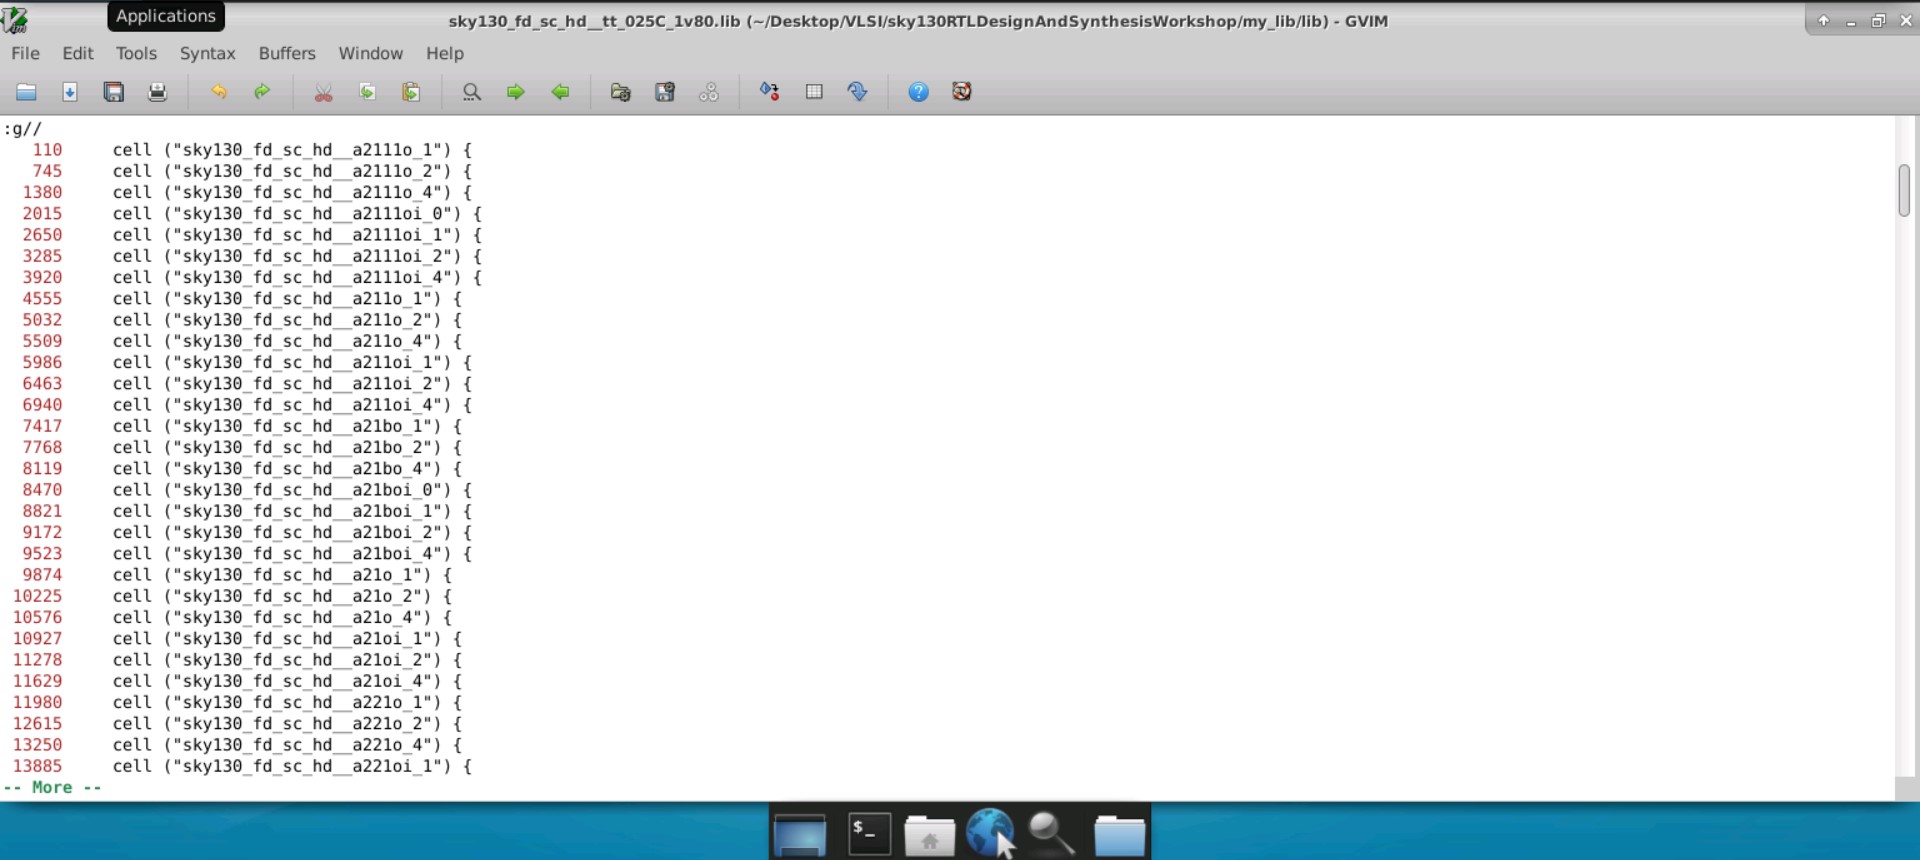 Applications
sky130_fd_sc_hd__tt_025C_1v80.lib (~/Desktop/VLSI/sky130RTLDesignAndSynthesisWorkshop/my_lib/lib) - GVIM
File Edit Tools Syntax Buffers Window Help
:g//
110 cell ("sky130_fd_sc_hd__a2111o_1") {
745 cell ("sky130_fd_sc_hd__a2111o_2") {
1380 cell ("sky130_fd_sc_hd__a2111o_4") {
2015 cell ("sky130_fd_sc_hd__a2111oi_0") {
2650 cell ("sky130_fd_sc_hd__a2111oi_1") {
3285 cell ("sky130_fd_sc_hd__a2111oi_2") {
3920 cell ("sky130_fd_sc_hd__a2111oi_4") {
4555 cell ("sky130_fd_sc_hd__a211o_1") {
5032 cell ("sky130_fd_sc_hd__a211o_2") {
5509 cell ("sky130_fd_sc_hd__a211o_4") {
5986 cell ("sky130_fd_sc_hd__a211oi_1") {
6463 cell ("sky130_fd_sc_hd__a211oi_2") {
6940 cell ("sky130_fd_sc_hd__a211oi_4") {
7417 cell ("sky130_fd_sc_hd__a21bo_1") {
7768 cell ("sky130_fd_sc_hd__a21bo_2") {
8119 cell ("sky130_fd_sc_hd__a21bo_4") {
8470 cell ("sky130_fd_sc_hd__a21boi_0") {
8821 cell ("sky130_fd_sc_hd__a21boi_1") {
9172 cell ("sky130_fd_sc_hd__a21boi_2") {
9523 cell ("sky130_fd_sc_hd__a21boi_4") {
9874 cell ("sky130_fd_sc_hd__a21o_1") {
10225 cell ("sky130_fd_sc_hd__a21o_2") {
10576 cell ("sky130_fd_sc_hd__a21o_4") {
10927 cell ("sky130_fd_sc_hd__a21oi_1") {
11278 cell ("sky130_fd_sc_hd__a21oi_2") {
11629 cell ("sky130_fd_sc_hd__a21oi_4") {
11980 cell ("sky130_fd_sc_hd__a221o_1") {
12615 cell ("sky130_fd_sc_hd__a221o_2") {
13250 cell ("sky130_fd_sc_hd__a221o_4") {
13885 cell ("sky130_fd_sc_hd__a221oi_1") {
-- More --
$_